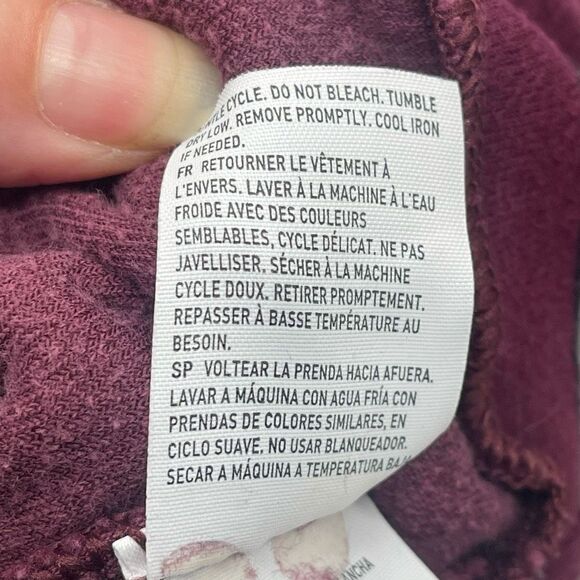 CYCLE. DO NOT BLEACH. TUMBLE
DRY LOW. REMOVE PROMPTLY. COOL IRON
IF NEEDED.
FR RETOURNER LE VÊTEMENT À
L'ENVERS. LAVER À LA MACHINE À L'EAU
FROIDE AVEC DES COULEURS
SEMBLABLES, CYCLE DÉLICAT. NE PAS
JAVELLISER. SÉCHER À LA MACHINE
CYCLE DOUX. RETIRER PROMPTEMENT.
REPASSER À BASSE TEMPÉRATURE AU
BESOIN.
SP VOLTEAR LA PRENDA HACIA AFUERA.
LAVAR A MÁQUINA CON AGUA FRÍA CON
PRENDAS DE COLORES SIMILARES, EN
CICLO SUAVE. NO USAR BLANQUEADOR.
SECAR A MÁQUINA A TEMPERATURA